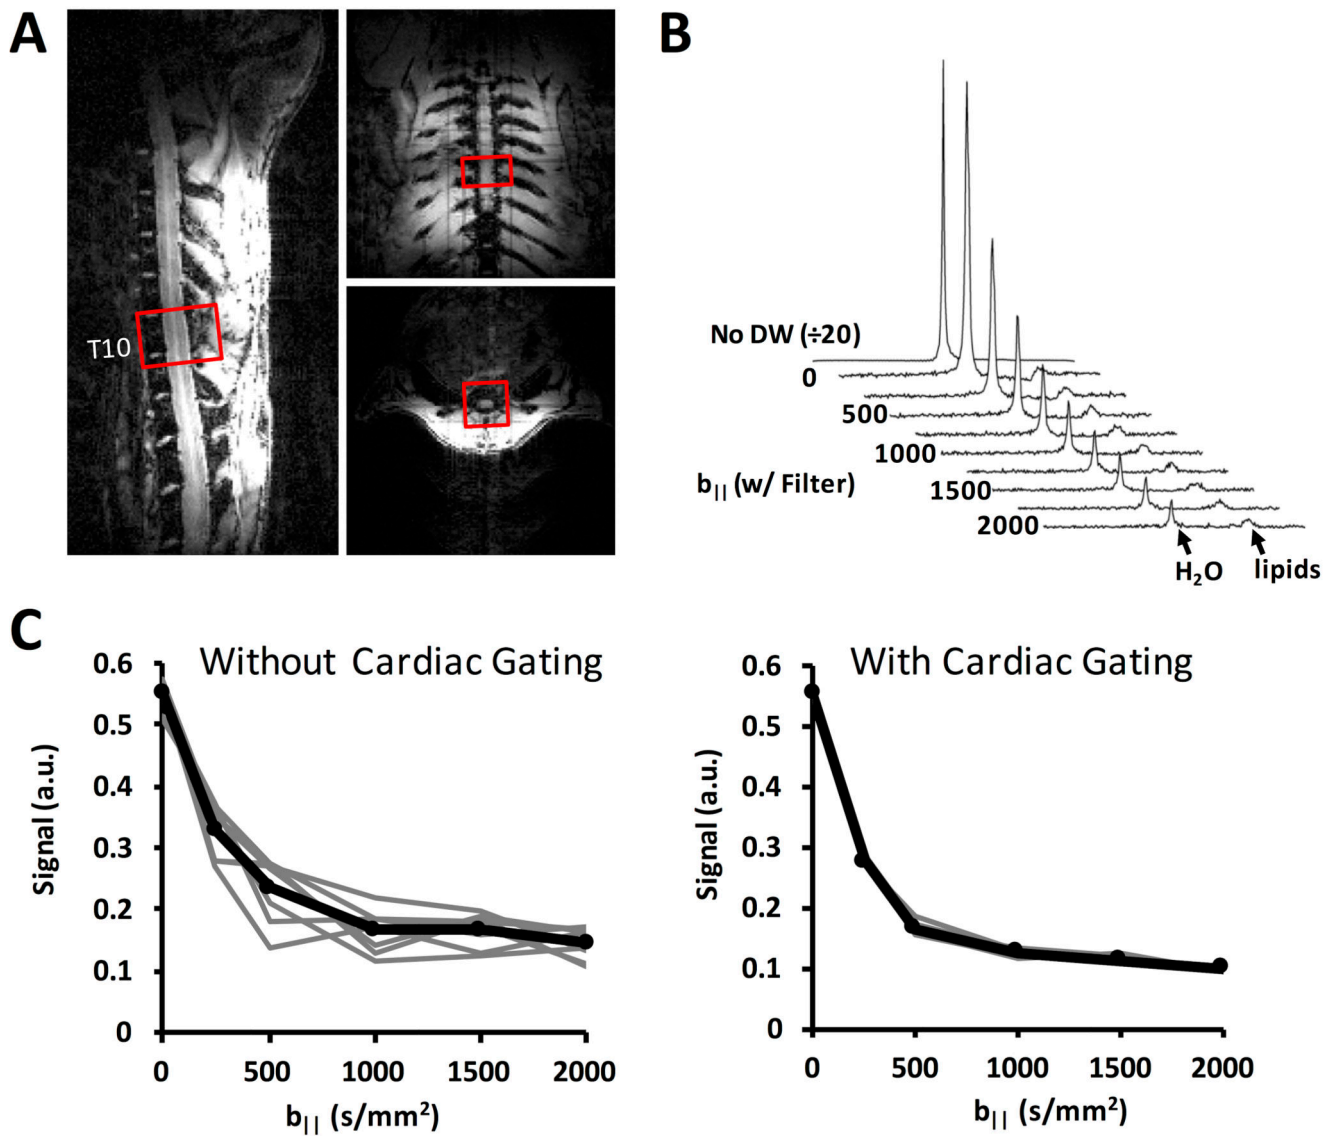 A
T10
B
No DW (÷20)
0
500
1000
b|| (w/ Filter)
1500
2000
H₂O
lipids
C
Without Cardiac Gating
0.6
0.5
0.4
0.3
0.2
0.1
0
Signal (a.u.)
0 500 1000 1500 2000
b|| (s/mm²)
With Cardiac Gating
0.6
0.5
0.4
0.3
0.2
0.1
0
Signal (a.u.)
0 500 1000 1500 2000
b|| (s/mm²)